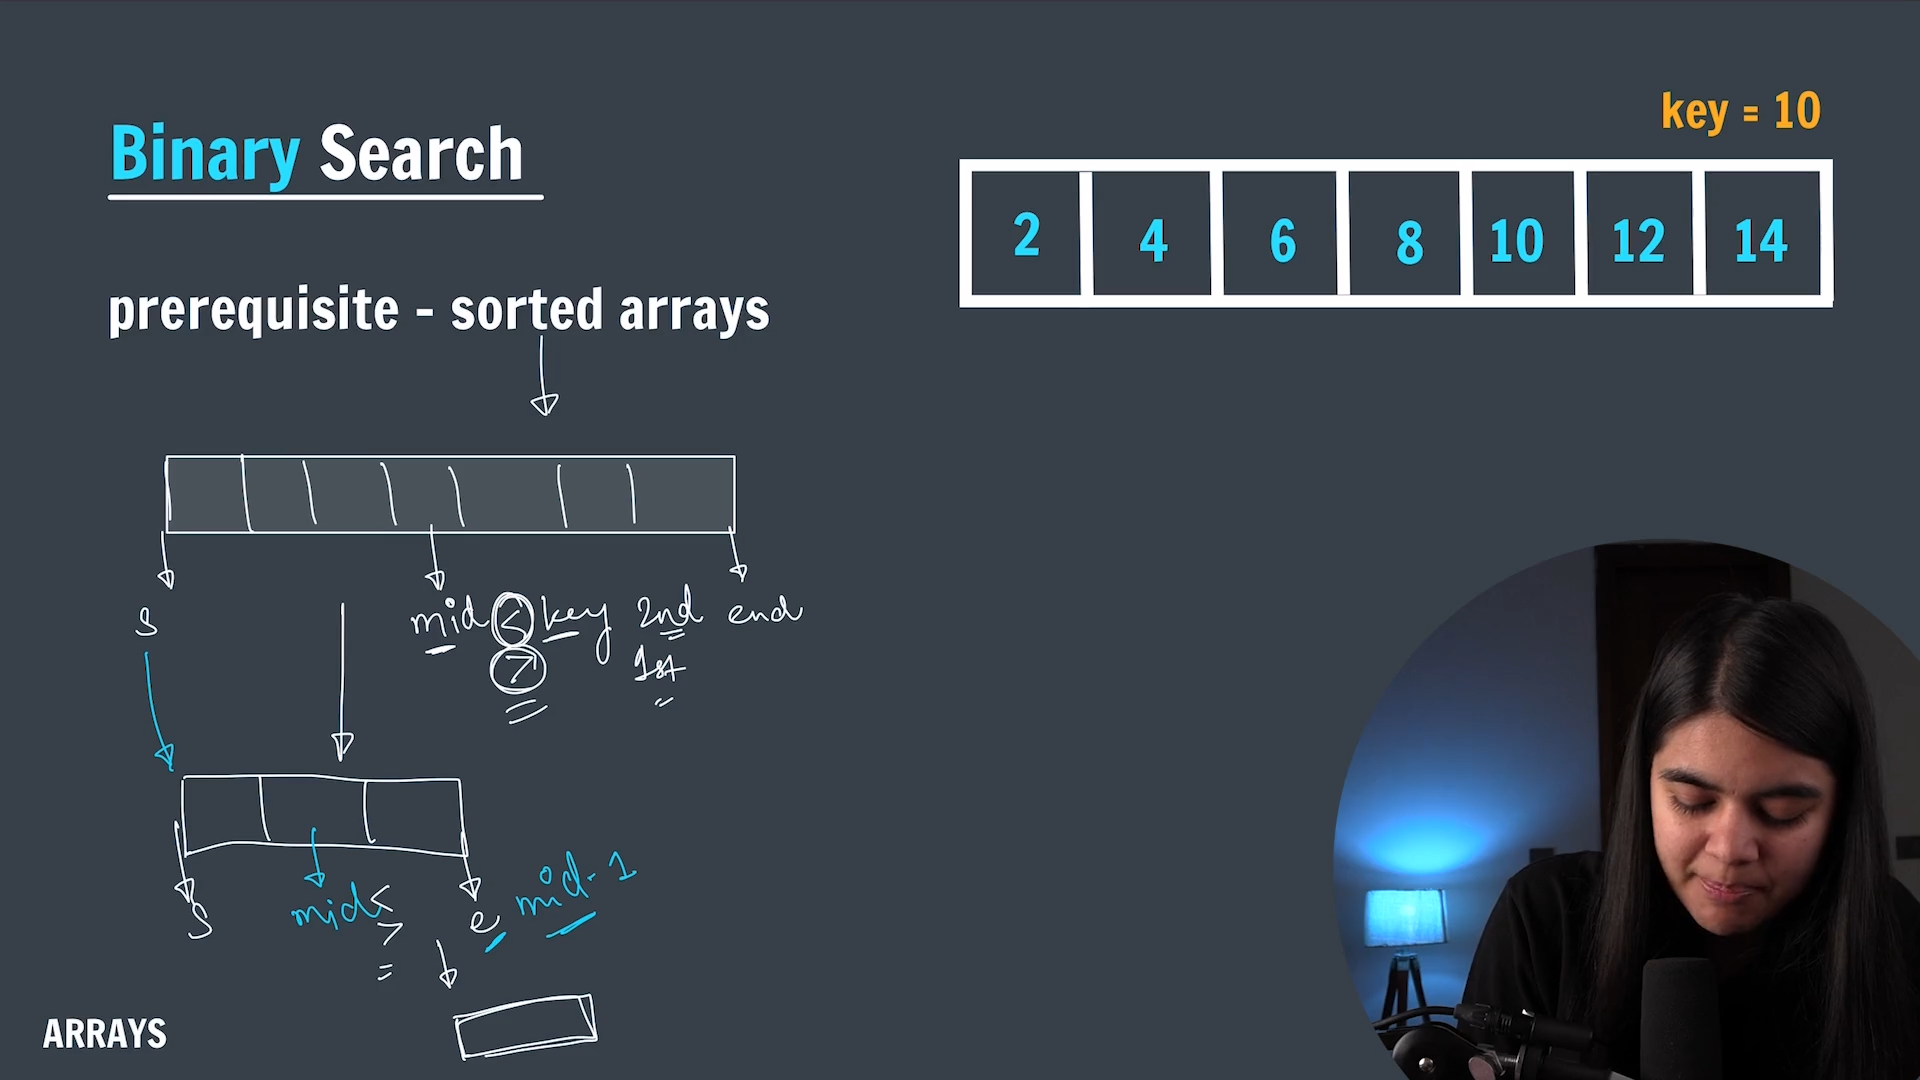 Binary Search
key = 10
2 4 6 8 10 12 14
prerequisite - sorted arrays
s mid < key 2nd end
> 1st
s mid < e mid-1
>
=
ARRAYS